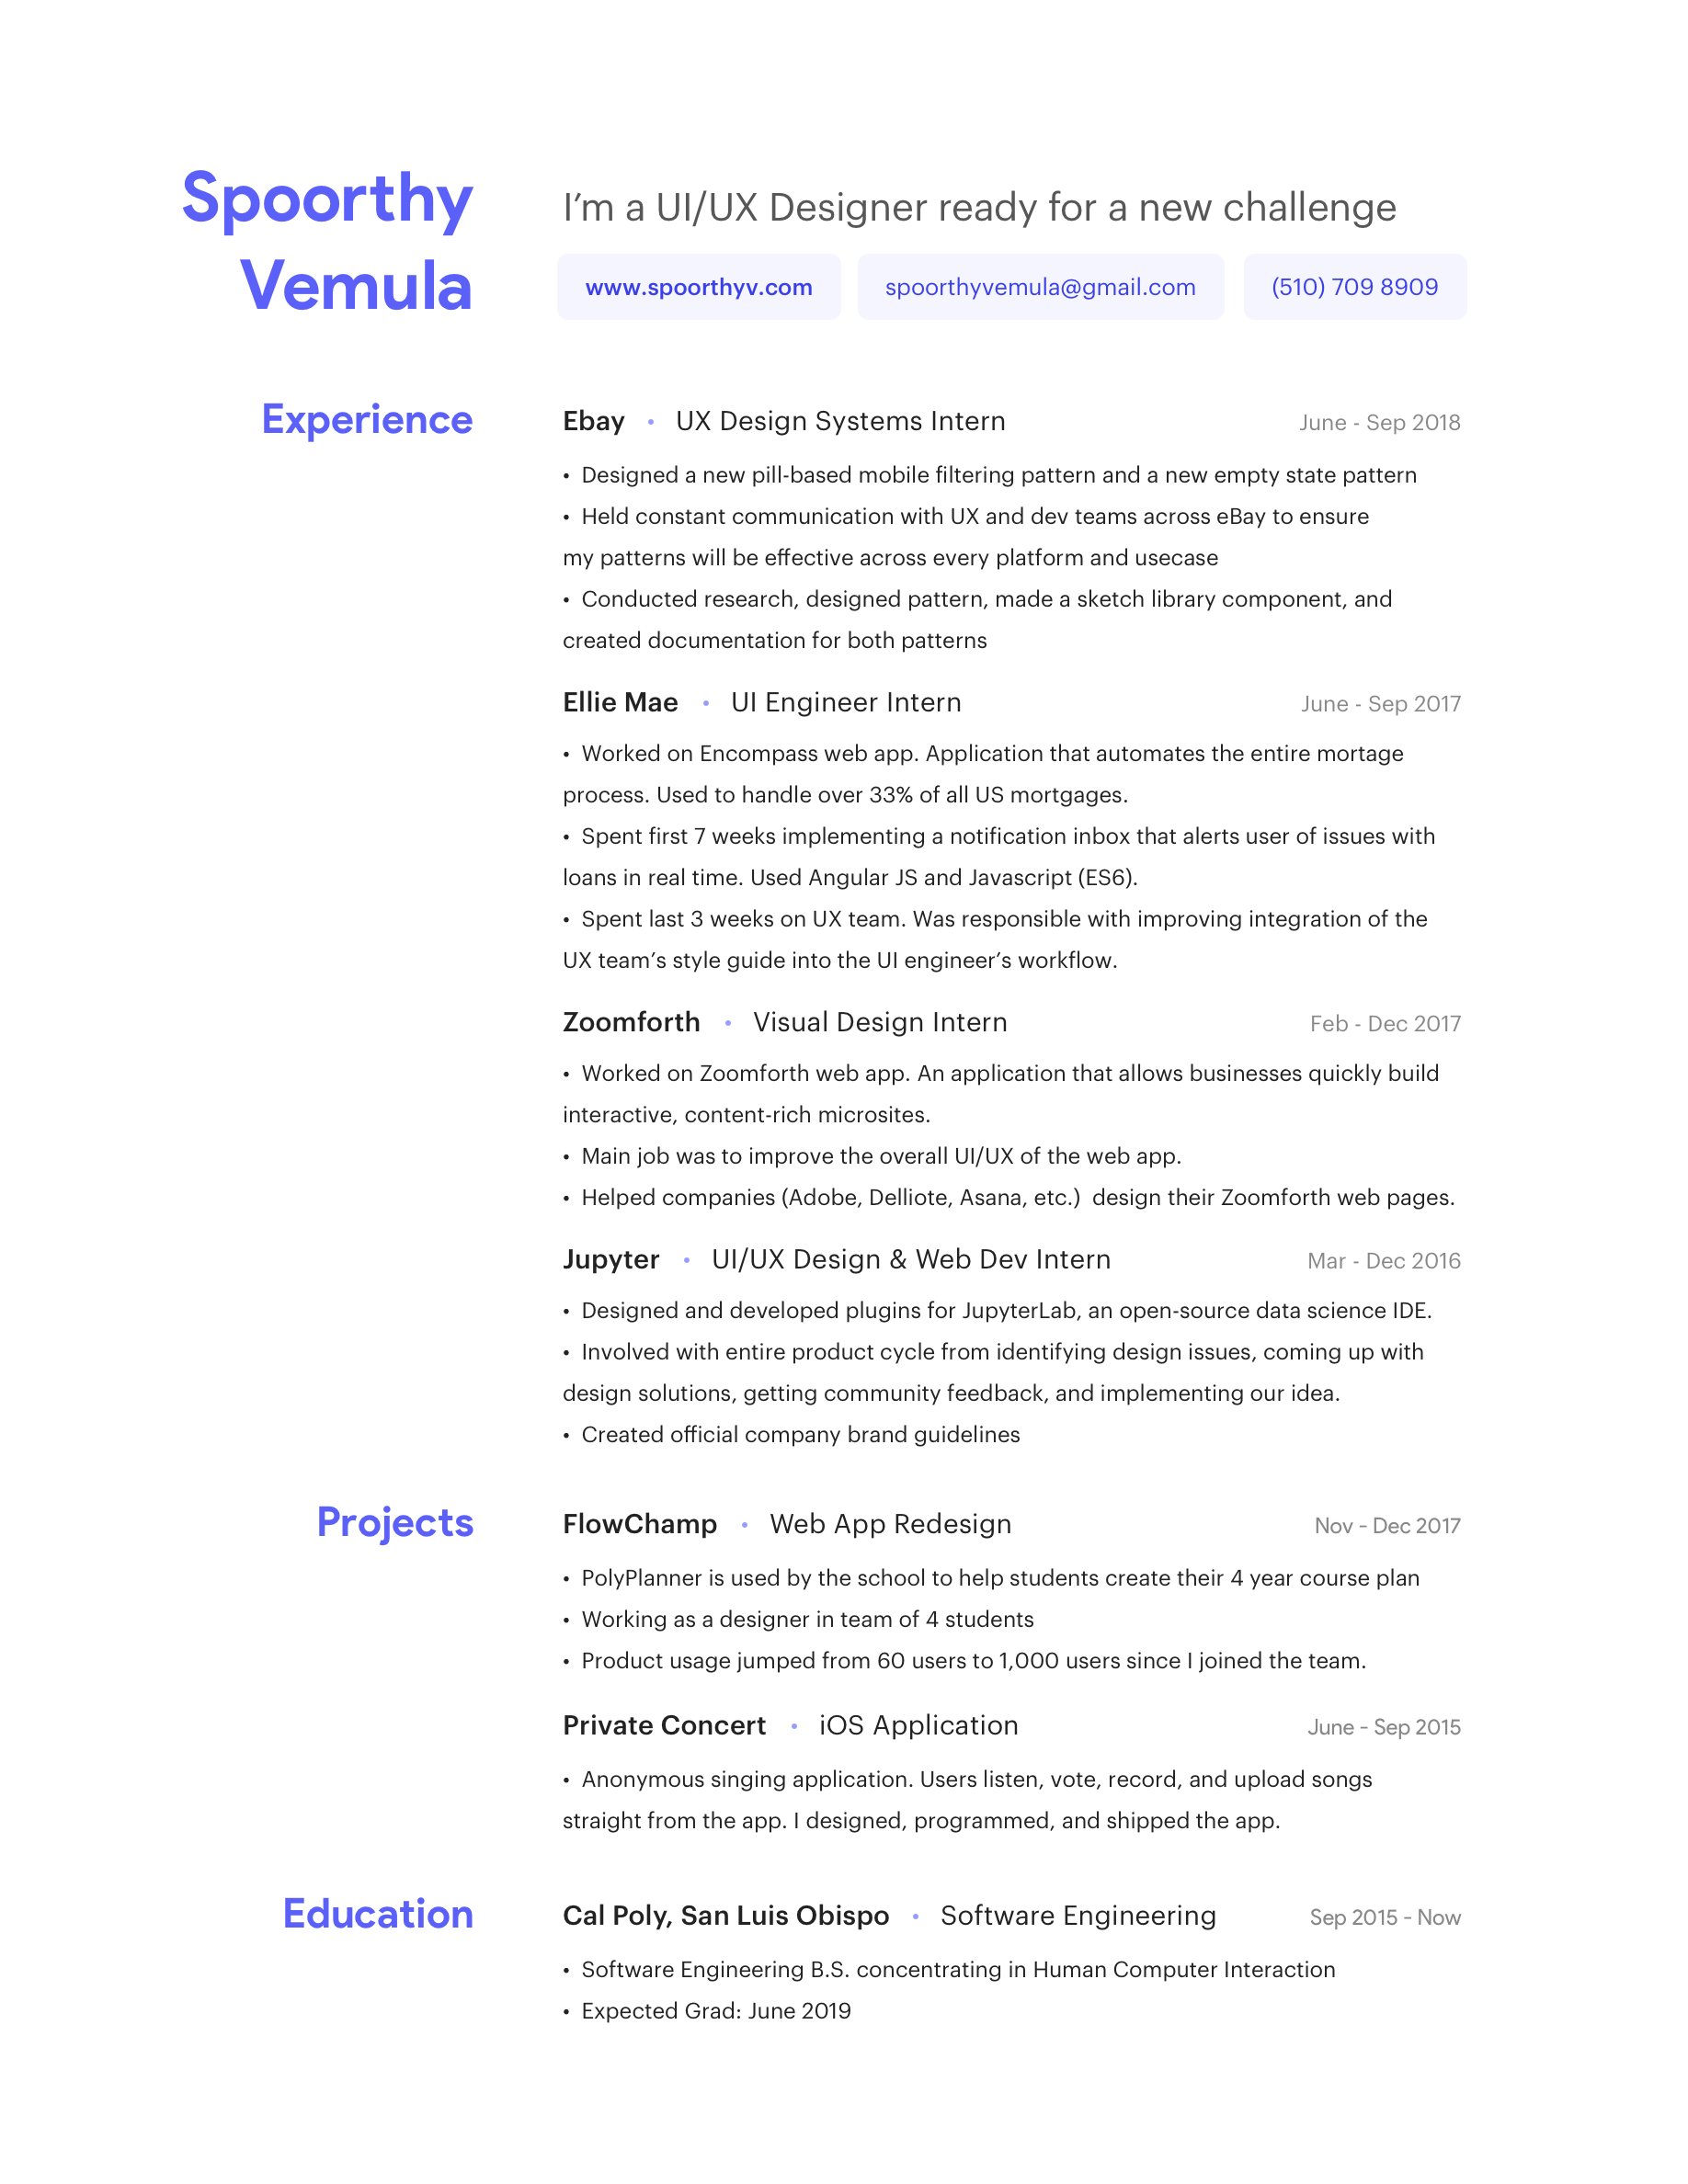 Spoorthy
Vemula
I’m a UI/UX Designer ready for a new challenge
www.spoorthyv.com spoorthyvemula@gmail.com (510) 709 8909
Experience
Ebay • UX Design Systems Intern June - Sep 2018
• Designed a new pill-based mobile filtering pattern and a new empty state pattern
• Held constant communication with UX and dev teams across eBay to ensure
my patterns will be effective across every platform and usecase
• Conducted research, designed pattern, made a sketch library component, and
created documentation for both patterns
Ellie Mae • UI Engineer Intern June - Sep 2017
• Worked on Encompass web app. Application that automates the entire mortage
process. Used to handle over 33% of all US mortgages.
• Spent first 7 weeks implementing a notification inbox that alerts user of issues with
loans in real time. Used Angular JS and Javascript (ES6).
• Spent last 3 weeks on UX team. Was responsible with improving integration of the
UX team’s style guide into the UI engineer’s workflow.
Zoomforth • Visual Design Intern Feb - Dec 2017
• Worked on Zoomforth web app. An application that allows businesses quickly build
interactive, content-rich microsites.
• Main job was to improve the overall UI/UX of the web app.
• Helped companies (Adobe, Delliote, Asana, etc.)  design their Zoomforth web pages.
Jupyter • UI/UX Design & Web Dev Intern Mar - Dec 2016
• Designed and developed plugins for JupyterLab, an open-source data science IDE.
• Involved with entire product cycle from identifying design issues, coming up with
design solutions, getting community feedback, and implementing our idea.
• Created official company brand guidelines
Projects
FlowChamp • Web App Redesign Nov - Dec 2017
• PolyPlanner is used by the school to help students create their 4 year course plan
• Working as a designer in team of 4 students
• Product usage jumped from 60 users to 1,000 users since I joined the team.
Private Concert • iOS Application June - Sep 2015
• Anonymous singing application. Users listen, vote, record, and upload songs
straight from the app. I designed, programmed, and shipped the app.
Education
Cal Poly, San Luis Obispo • Software Engineering Sep 2015 - Now
• Software Engineering B.S. concentrating in Human Computer Interaction
• Expected Grad: June 2019